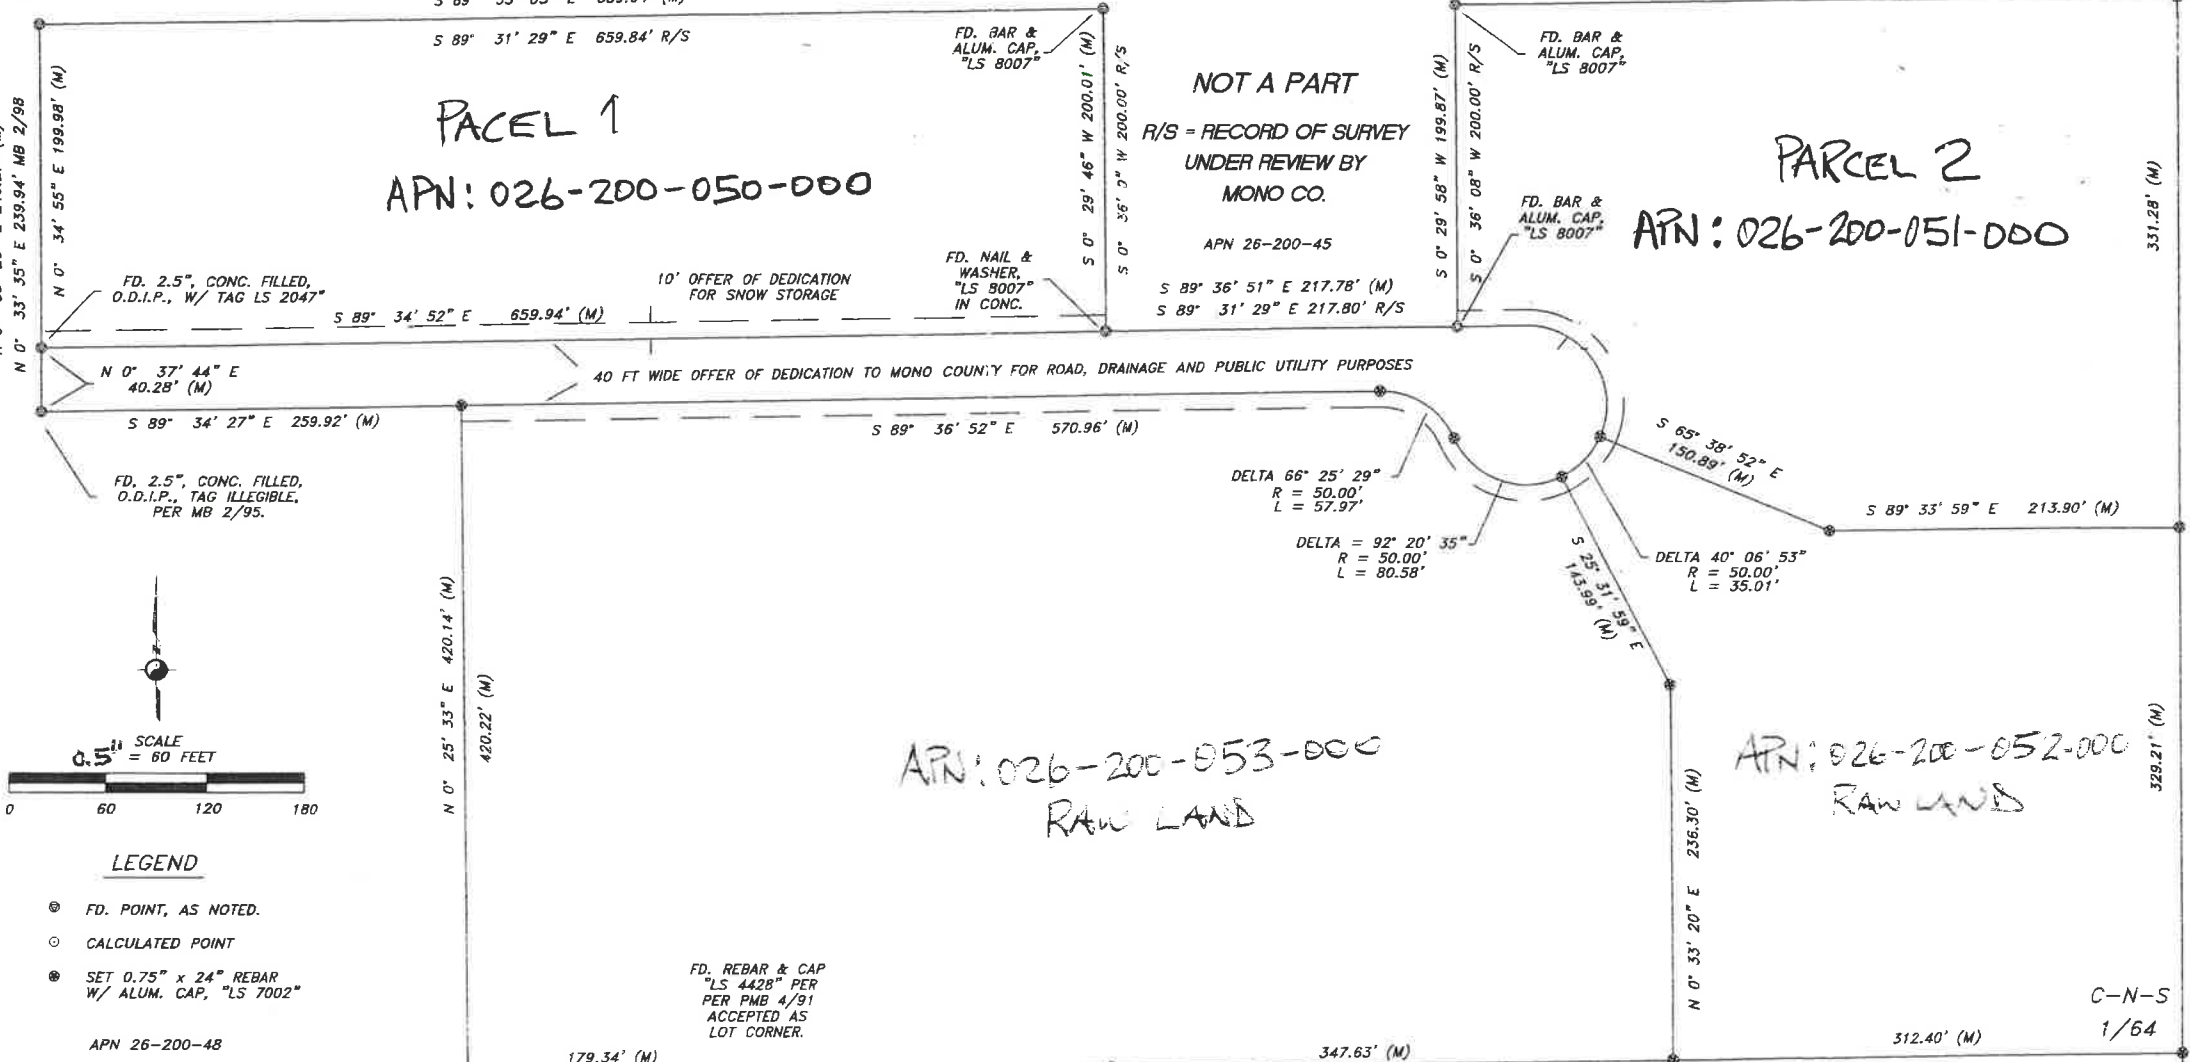 S 89° 31' 29" E 659.84' R/S
FD. BAR &
ALUM. CAP,
"LS 8007"
FD. BAR &
ALUM. CAP,
"LS 8007"
N 0° 33' 35" E 239.94' MB 2/98
N 0° 34' 55" E 199.98' (M)
PACEL 1
APN: 026-200-050-000
S 0° 29' 46" W 200.01' (M)
S 0° 36' 9" W 200.00' R/S
NOT A PART
R/S = RECORD OF SURVEY
UNDER REVIEW BY
MONO CO.
APN 26-200-45
S 89° 36' 51" E 217.78' (M)
S 89° 31' 29" E 217.80' R/S
S 0° 29' 58" W 199.87' (M)
S 0° 36' 08" W 200.00' R/S
PARCEL 2
APN: 026-200-051-000
331.28' (M)
FD. BAR &
ALUM. CAP,
"LS 8007"
FD. 2.5", CONC. FILLED,
O.D.I.P., W/ TAG LS 2047"
10' OFFER OF DEDICATION
FOR SNOW STORAGE
FD. NAIL &
WASHER,
"LS 8007"
IN CONC.
S 89° 34' 52" E 659.94' (M)
N 0° 37' 44" E
40.28' (M)
40 FT WIDE OFFER OF DEDICATION TO MONO COUNTY FOR ROAD, DRAINAGE AND PUBLIC UTILITY PURPOSES
S 89° 34' 27" E 259.92' (M)
S 89° 36' 52" E 570.96' (M)
FD. 2.5", CONC. FILLED,
O.D.I.P., TAG ILLEGIBLE,
PER MB 2/95.
DELTA 66° 25' 29"
R = 50.00'
L = 57.97'
DELTA = 92° 20' 35"
R = 50.00'
L = 80.58'
S 65° 38' 52" E
150.89' (M)
S 89° 33' 59" E 213.90' (M)
DELTA 40° 06' 53"
R = 50.00'
L = 35.01'
S 25° 31' 59" E
143.99' (M)
N
SCALE
0.5" = 60 FEET
0 60 120 180
N 0° 25' 33" E 420.14' (M)
420.22' (M)
APN: 026-200-053-000
RAW LAND
APN: 026-200-052-000
RAW LAND
329.21' (M)
N 0° 33' 20" E 236.30' (M)
LEGEND
FD. POINT, AS NOTED.
CALCULATED POINT
SET 0.75" x 24" REBAR
W/ ALUM. CAP, "LS 7002"
APN 26-200-48
FD. REBAR & CAP
"LS 4428" PER
PER PMB 4/91
ACCEPTED AS
LOT CORNER.
179.34' (M)
347.63' (M)
312.40' (M)
C-N-S
1/64